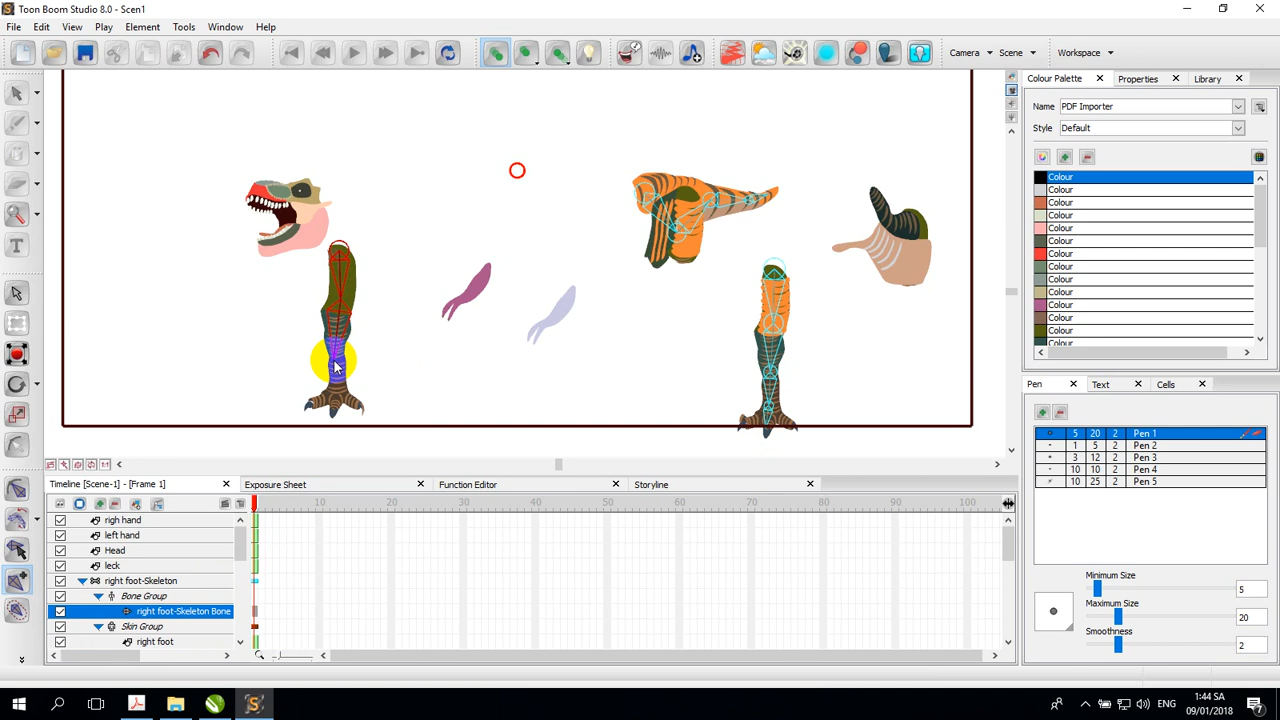 Toon Boom Studio 8.0 - Scen1
File Edit View Play Element Tools Window Help
Camera Scene Workspace
Colour Palette Properties Library
Name PDF Importer
Style Default
Colour
Colour
Colour
Colour
Colour
Colour
Colour
Colour
Colour
Colour
Colour
Colour
Colour
Colour
Pen Text Cells
5 20 2 Pen 1
1 5 2 Pen 2
3 12 2 Pen 3
10 10 2 Pen 4
10 25 2 Pen 5
Minimum Size
5
Maximum Size
20
Smoothness
2
Timeline [Scene-1] - [Frame 1] Exposure Sheet Function Editor Storyline
10 20 30 40 50 60 70 80 90 100
righ hand
left hand
Head
leck
right foot-Skeleton
Bone Group
right foot-Skeleton Bone
Skin Group
right foot
ENG
1:44 SA
09/01/2018
7